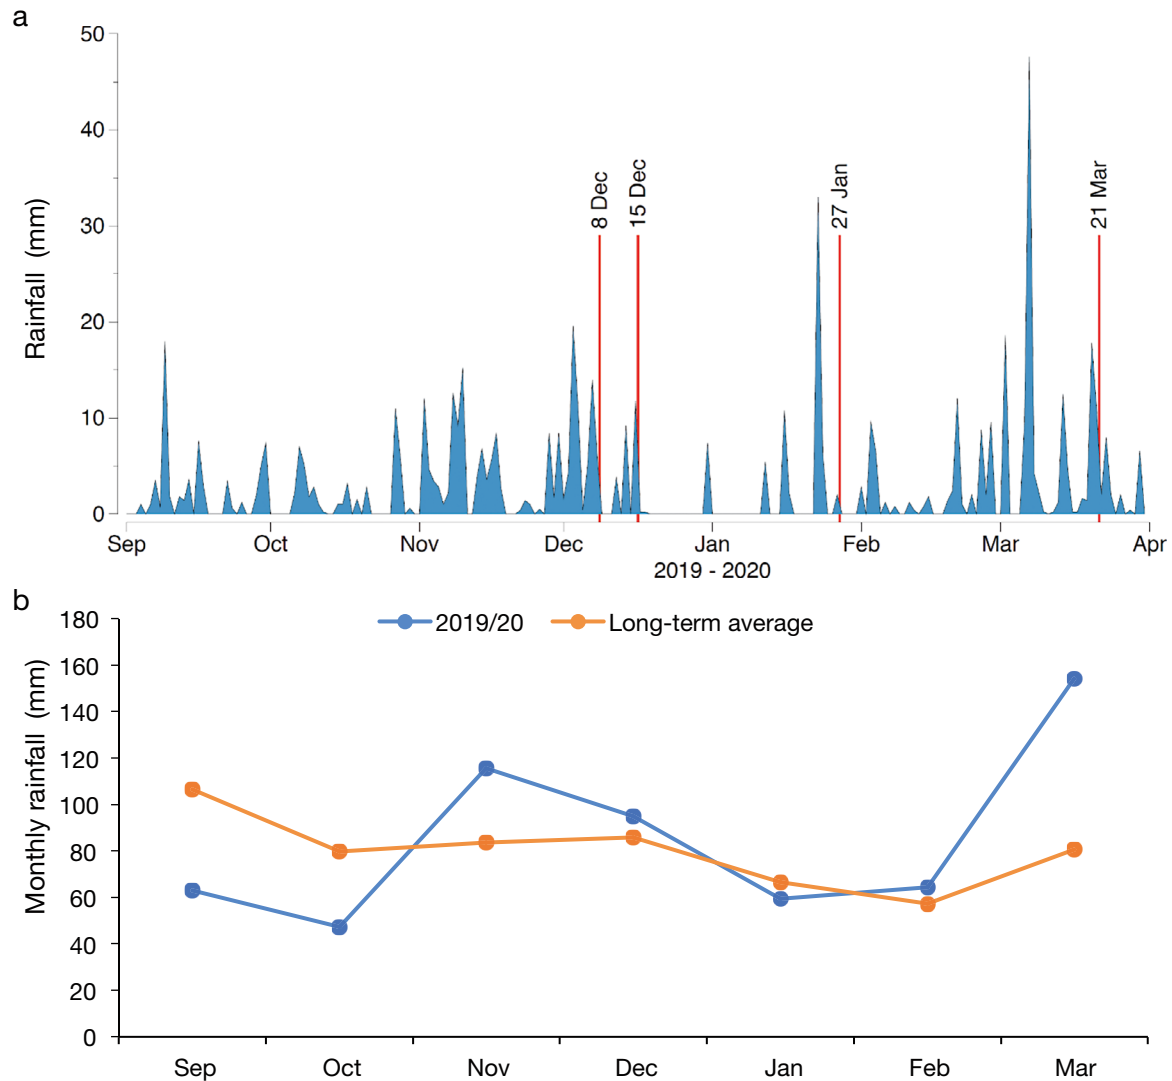 a
Rainfall (mm)
50
40
30
20
10
0
8 Dec
15 Dec
27 Jan
21 Mar
Sep Oct Nov Dec Jan Feb Mar Apr
2019 - 2020
b
Monthly rainfall (mm)
180
160
140
120
100
80
60
40
20
0
2019/20 Long-term average
Sep Oct Nov Dec Jan Feb Mar